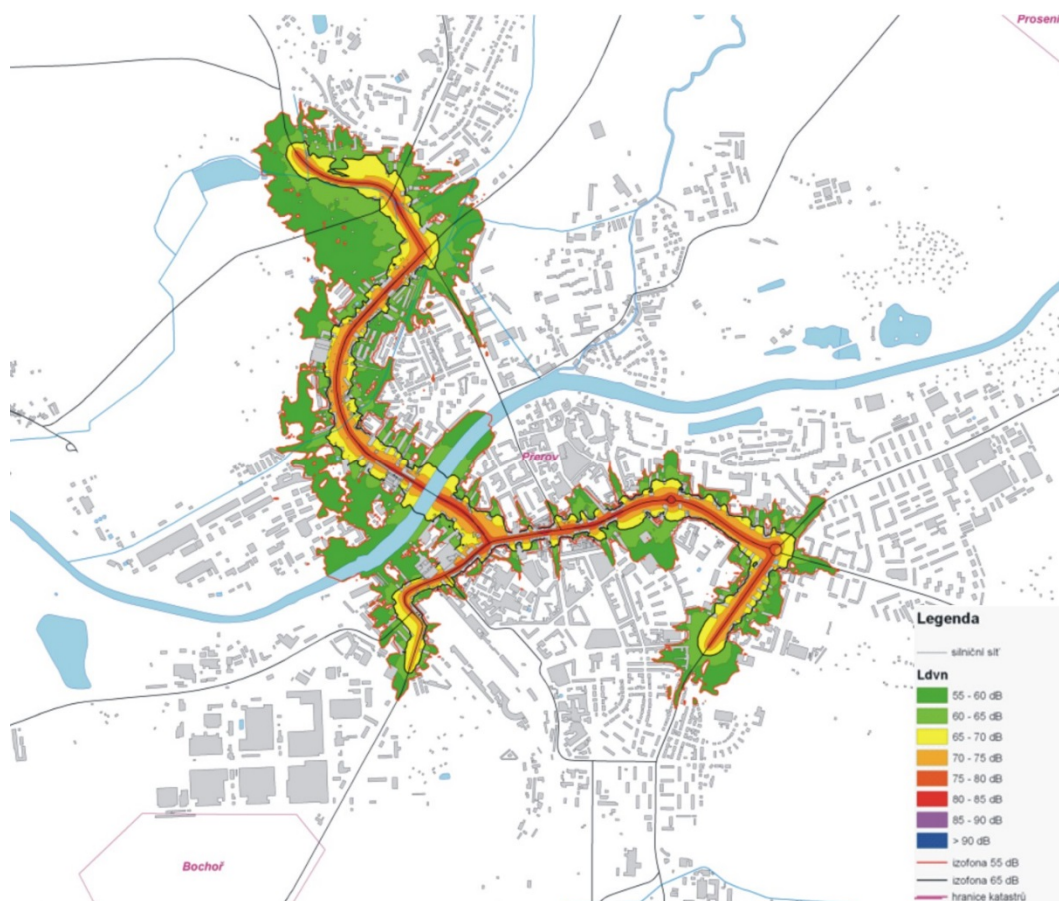 Prosení
Přerov
Bochoř
Legenda
silniční síť
Ldvn
55 - 60 dB
60 - 65 dB
65 - 70 dB
70 - 75 dB
75 - 80 dB
80 - 85 dB
85 - 90 dB
> 90 dB
izofona 55 dB
izofona 65 dB
hranice katastrů